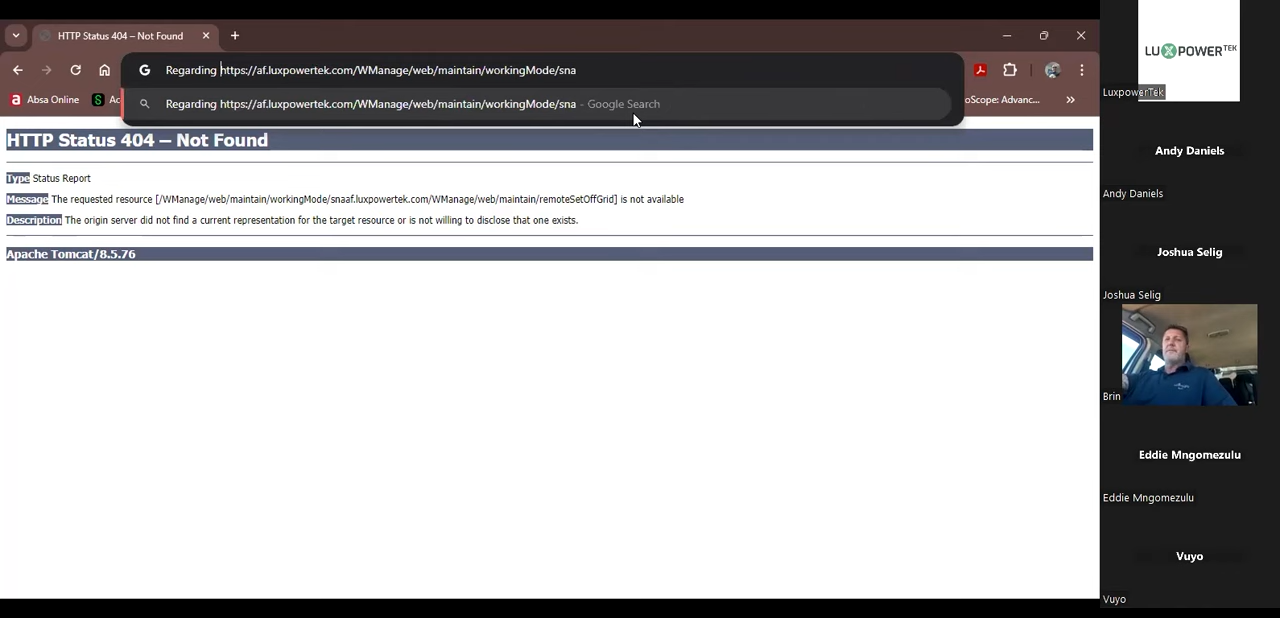 HTTP Status 404 – Not Found
Regarding https://af.luxpowertek.com/WManage/web/maintain/workingMode/sna
Absa Online
Ac
Regarding https://af.luxpowertek.com/WManage/web/maintain/workingMode/sna - Google Search
oScope: Advanc...
HTTP Status 404 – Not Found
Type Status Report
Message The requested resource [/WManage/web/maintain/workingMode/snaaf.luxpowertek.com/WManage/web/maintain/remoteSetOffGrid] is not available
Description The origin server did not find a current representation for the target resource or is not willing to disclose that one exists.
Apache Tomcat/8.5.76
LUXPOWERTEK
LuxpowerTek
Andy Daniels
Andy Daniels
Joshua Selig
Joshua Selig
Brin
Eddie Mngomezulu
Eddie Mngomezulu
Vuyo
Vuyo